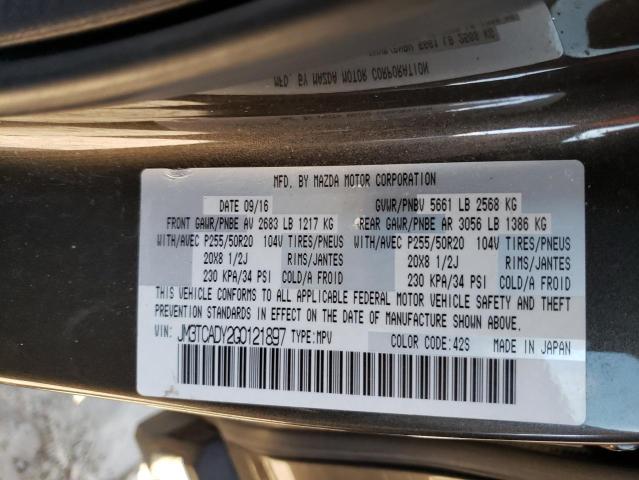 MFD. BY MAZDA MOTOR CORPORATION
DATE 09/16 GVWR/PNBV 5661 LB 2568 KG
FRONT GAWR/PNBE AV 2683 LB 1217 KG AREAR GAWR/PNBE AR 3056 LB 1386 KG
WITH/AVEC P255/50R20 104V TIRES/PNEUS WITH/AVEC P255/50R20 104V TIRES/PNEUS
20X8 1/2J RIMS/JANTES 20X8 1/2J RIMS/JANTES
230 KPA/34 PSI COLD/A FROID 230 KPA/34 PSI COLD/A FROID
THIS VEHICLE CONFORMS TO ALL APPLICABLE FEDERAL MOTOR VEHICLE SAFETY AND THEFT
PREVENTION STANDARDS IN EFFECT ON THE DATE OF MANUFACTURE SHOWN ABOVE.
VIN: JM3TCADY2G0121897 TYPE:MPV COLOR CODE:42S MADE IN JAPAN